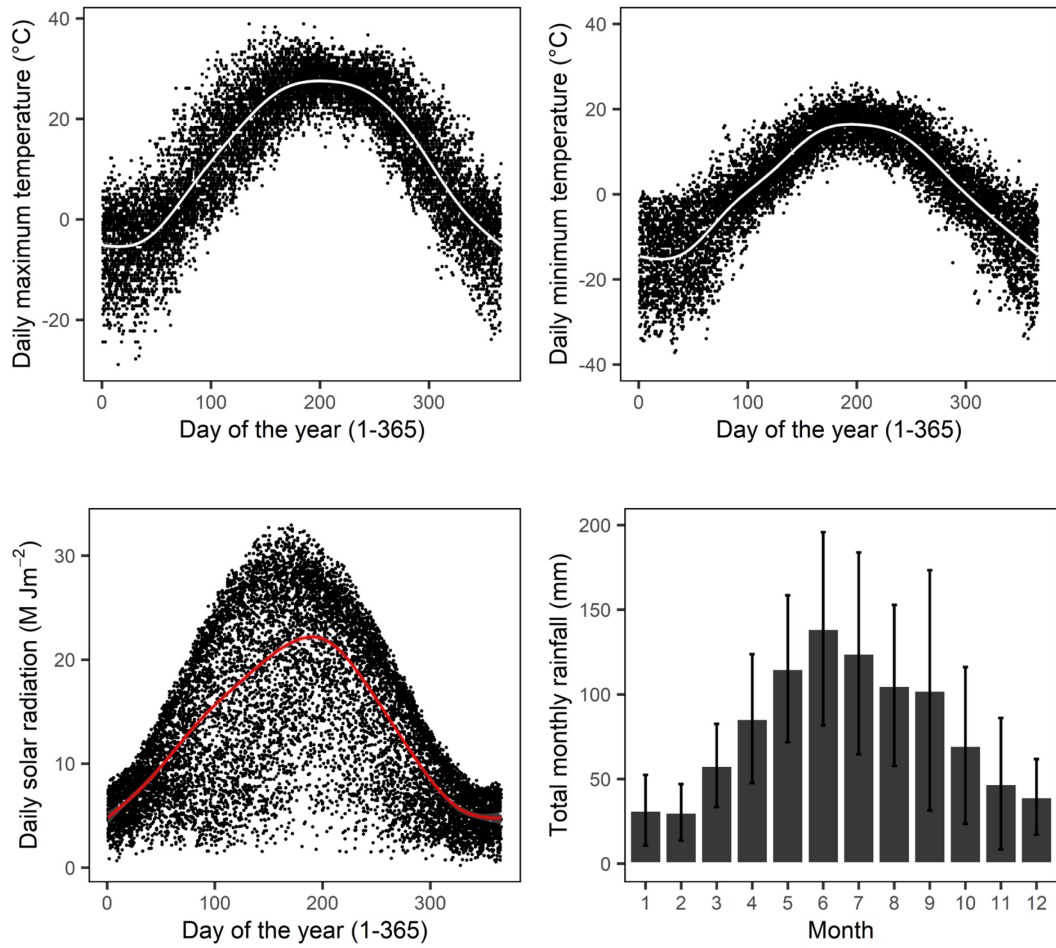 Daily maximum temperature (°C)
40
20
0
-20
0 100 200 300
Day of the year (1-365)
Daily minimum temperature (°C)
40
20
0
-20
-40
0 100 200 300
Day of the year (1-365)
Daily solar radiation (M Jm⁻²)
30
20
10
0
0 100 200 300
Day of the year (1-365)
Total monthly rainfall (mm)
200
150
100
50
0
1 2 3 4 5 6 7 8 9 10 11 12
Month